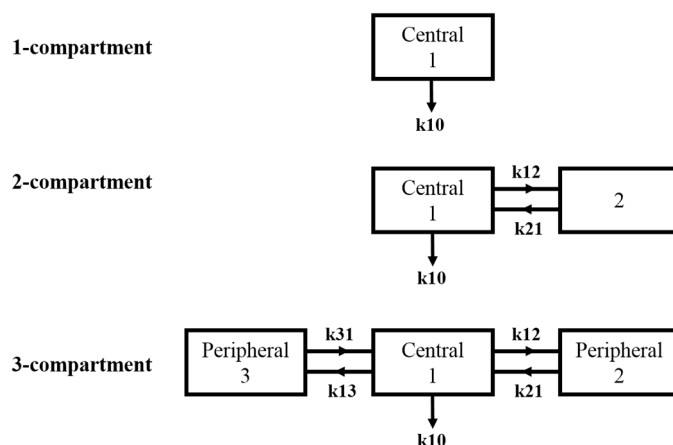 1-compartment
Central
1
k10
2-compartment
Central
1
k12
k21
2
k10
3-compartment
Peripheral
3
k31
k13
Central
1
k12
k21
Peripheral
2
k10